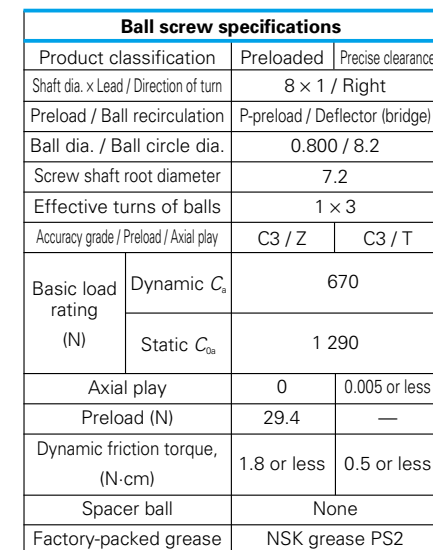 Ball screw specifications
Product classification Preloaded Precise clearance
Shaft dia. × Lead / Direction of turn 8 × 1 / Right
Preload / Ball recirculation P-preload / Deflector (bridge)
Ball dia. / Ball circle dia. 0.800 / 8.2
Screw shaft root diameter 7.2
Effective turns of balls 1 × 3
Accuracy grade / Preload / Axial play C3 / Z C3 / T
Basic load rating (N) Dynamic Ca 670
Static C0a 1 290
Axial play 0 0.005 or less
Preload (N) 29.4 —
Dynamic friction torque, (N·cm) 1.8 or less 0.5 or less
Spacer ball None
Factory-packed grease NSK grease PS2